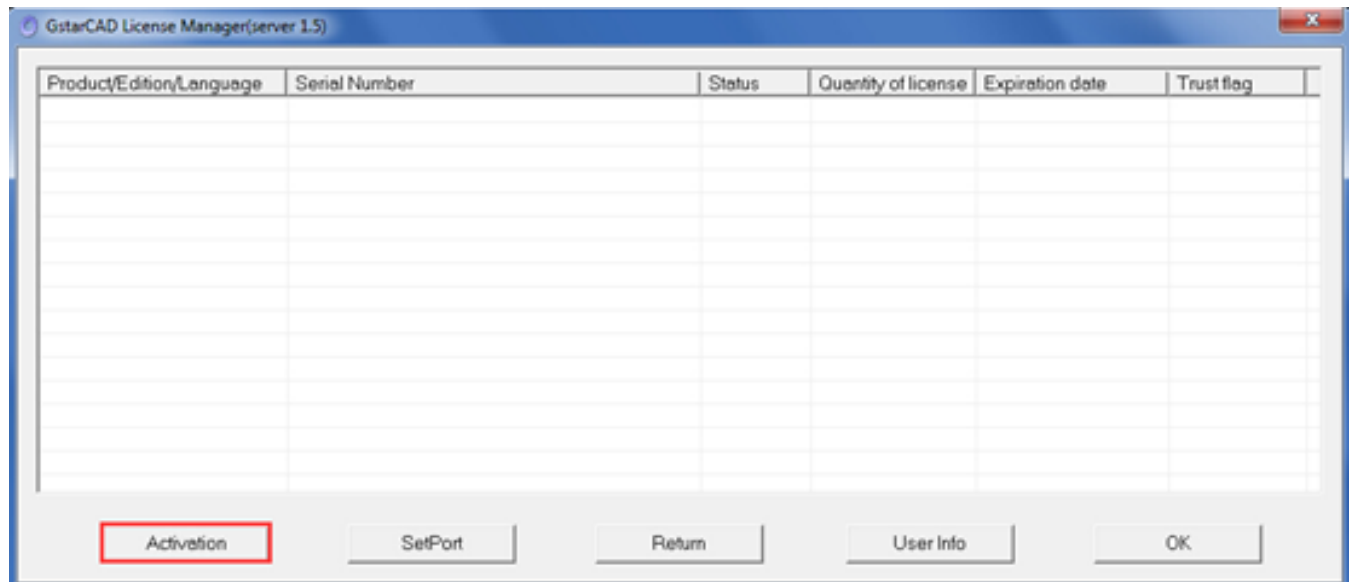 GstarCAD License Manager(server 1.5)
Product/Edition/Language Serial Number Status Quantity of license Expiration date Trust flag
Activation SetPort Return User Info OK